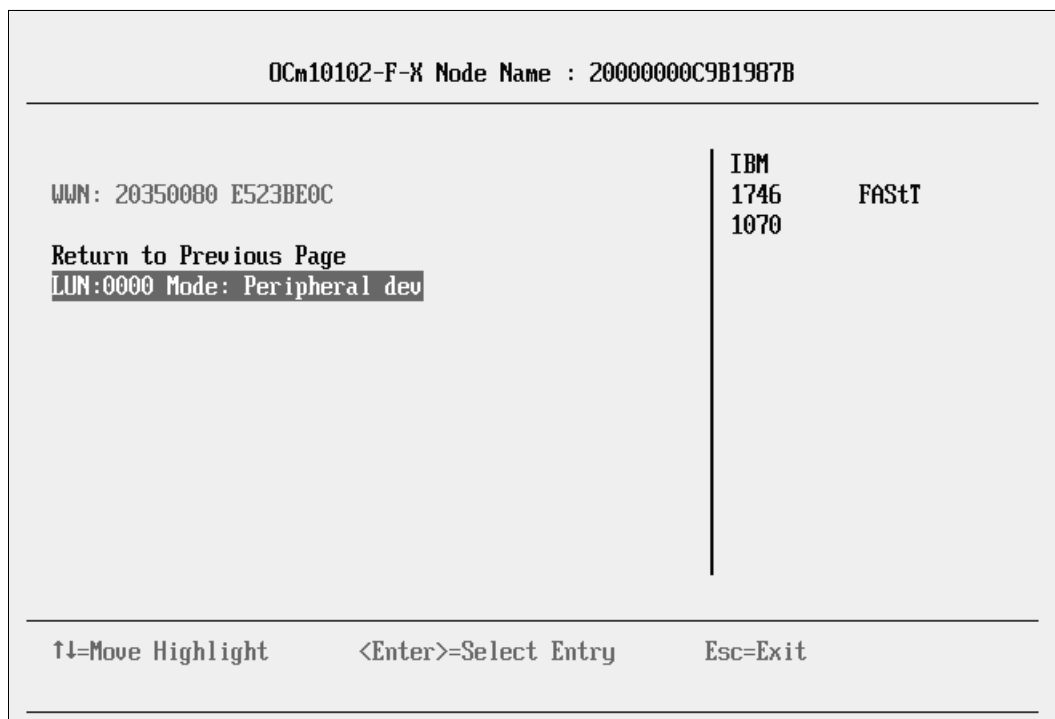 OCm10102-F-X Node Name : 20000000C9B1987B
WWN: 20350080 E523BE0C
Return to Previous Page
LUN:0000 Mode: Peripheral dev
IBM
1746 FAStT
1070
↑↓=Move Highlight <Enter>=Select Entry Esc=Exit